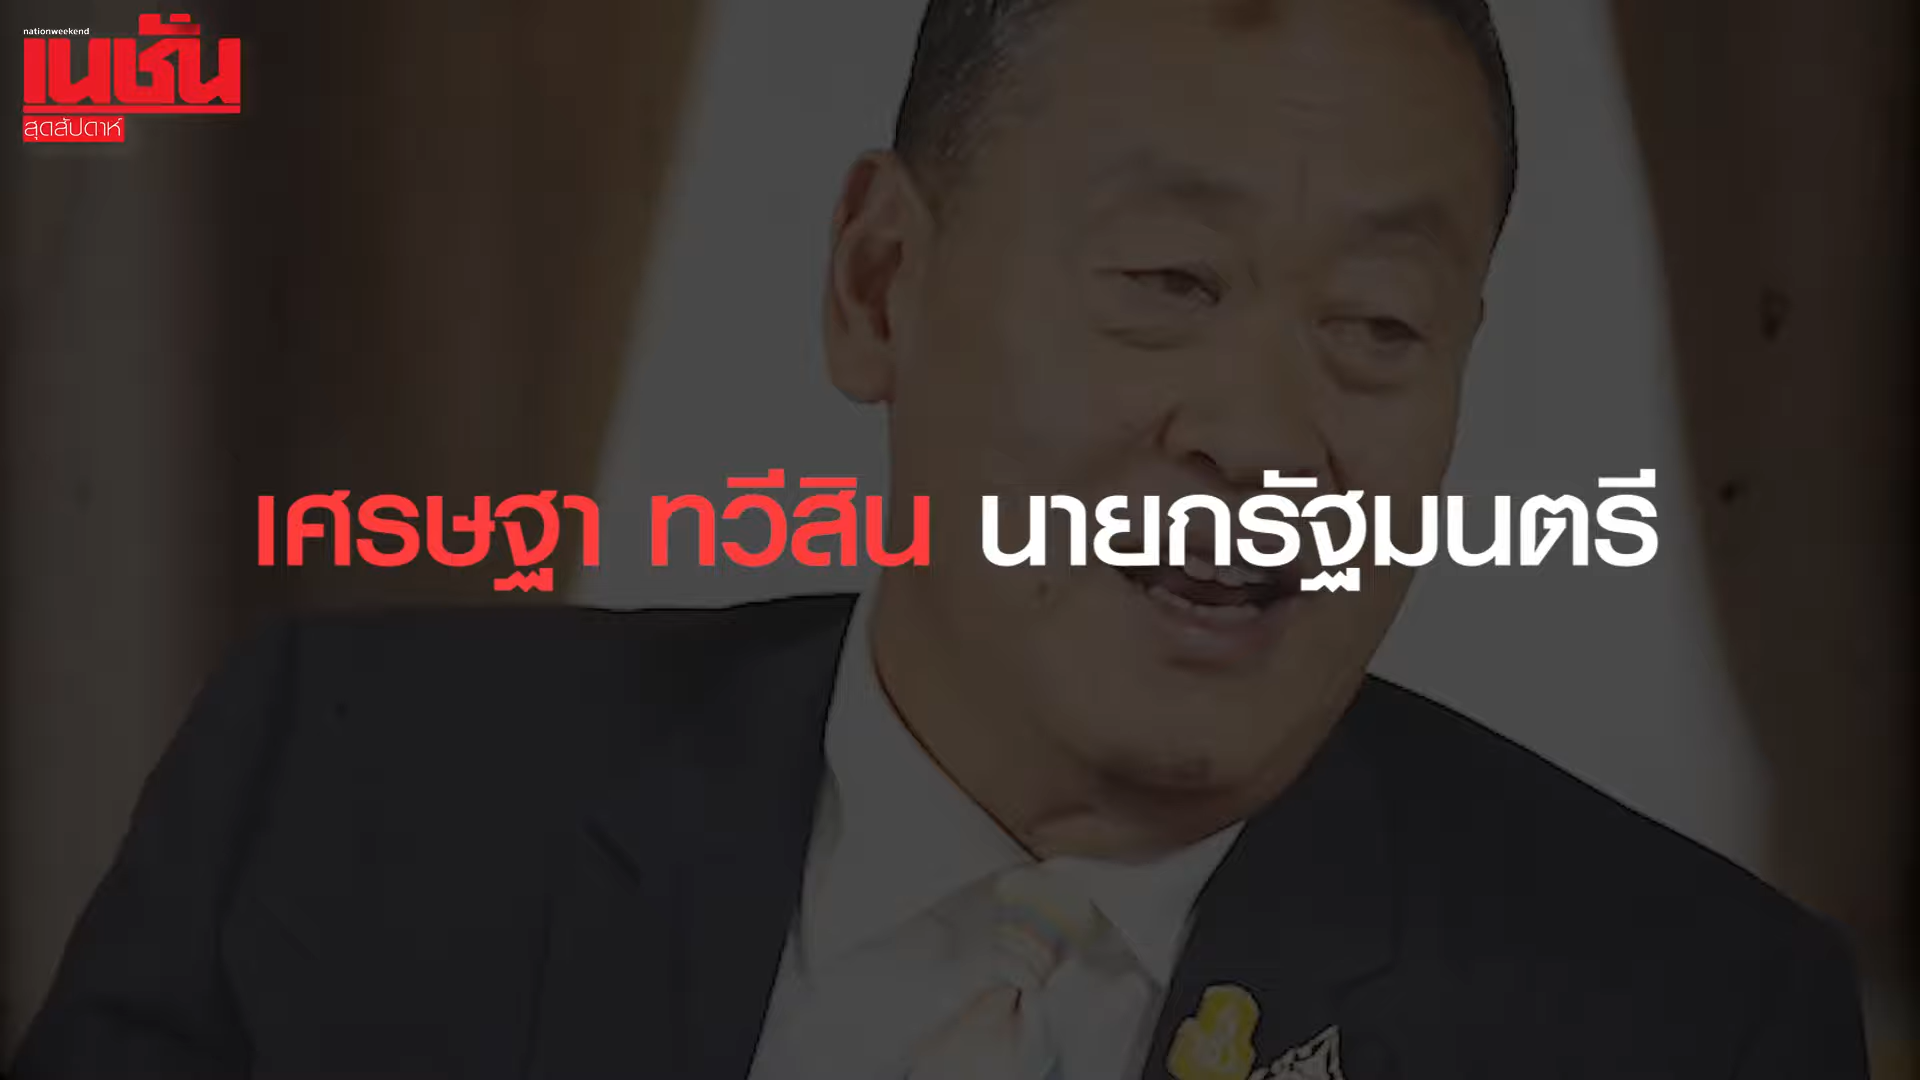 nationweekend
เนชั่น
สุดสัปดาห์
เศรษฐา ทวีสิน นายกรัฐมนตรี